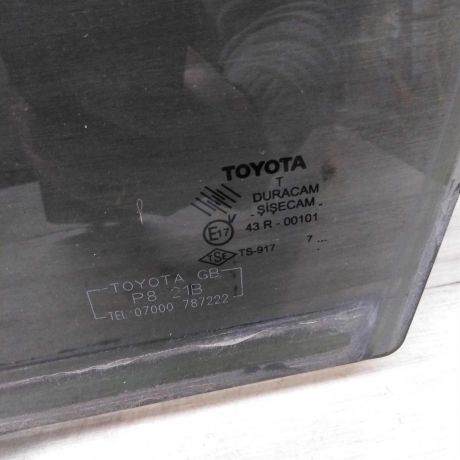 TOYOTA
T
DURACAM
ŞİŞECAM
E17 43 R - 00101
TSE TS-917 7 ...
TOYOTA GB
P8 21B
TEL: 07000 787222